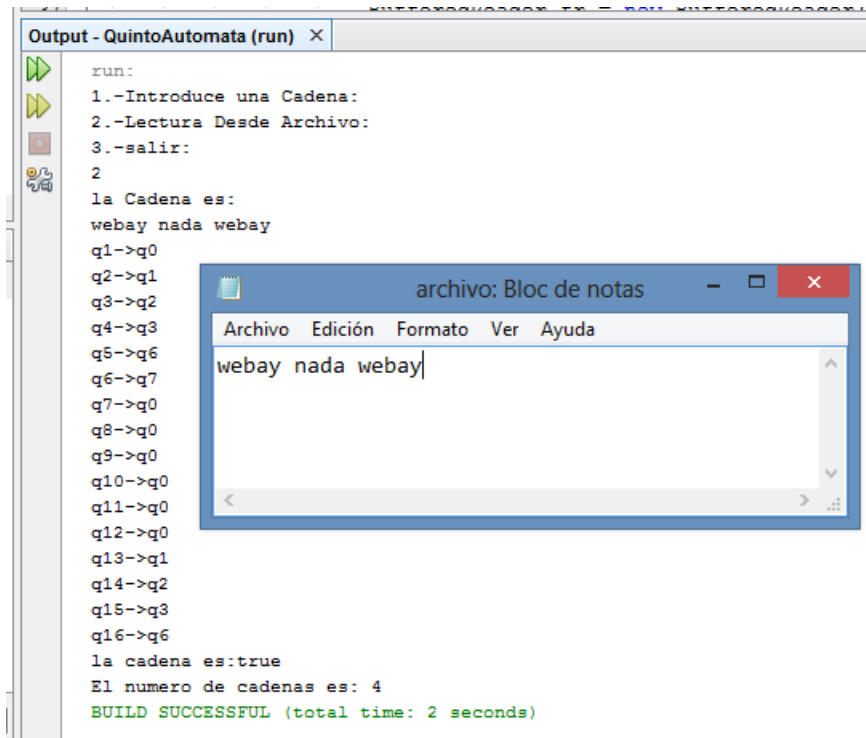 Output - QuintoAutomata (run) ×
run:
1.-Introduce una Cadena:
2.-Lectura Desde Archivo:
3.-salir:
2
la Cadena es:
webay nada webay
q1->q0
q2->q1
q3->q2
q4->q3
q5->q6
q6->q7
q7->q0
q8->q0
q9->q0
q10->q0
q11->q0
q12->q0
q13->q1
q14->q2
q15->q3
q16->q6
la cadena es:true
El numero de cadenas es: 4
BUILD SUCCESSFUL (total time: 2 seconds)
archivo: Bloc de notas
Archivo Edición Formato Ver Ayuda
webay nada webay